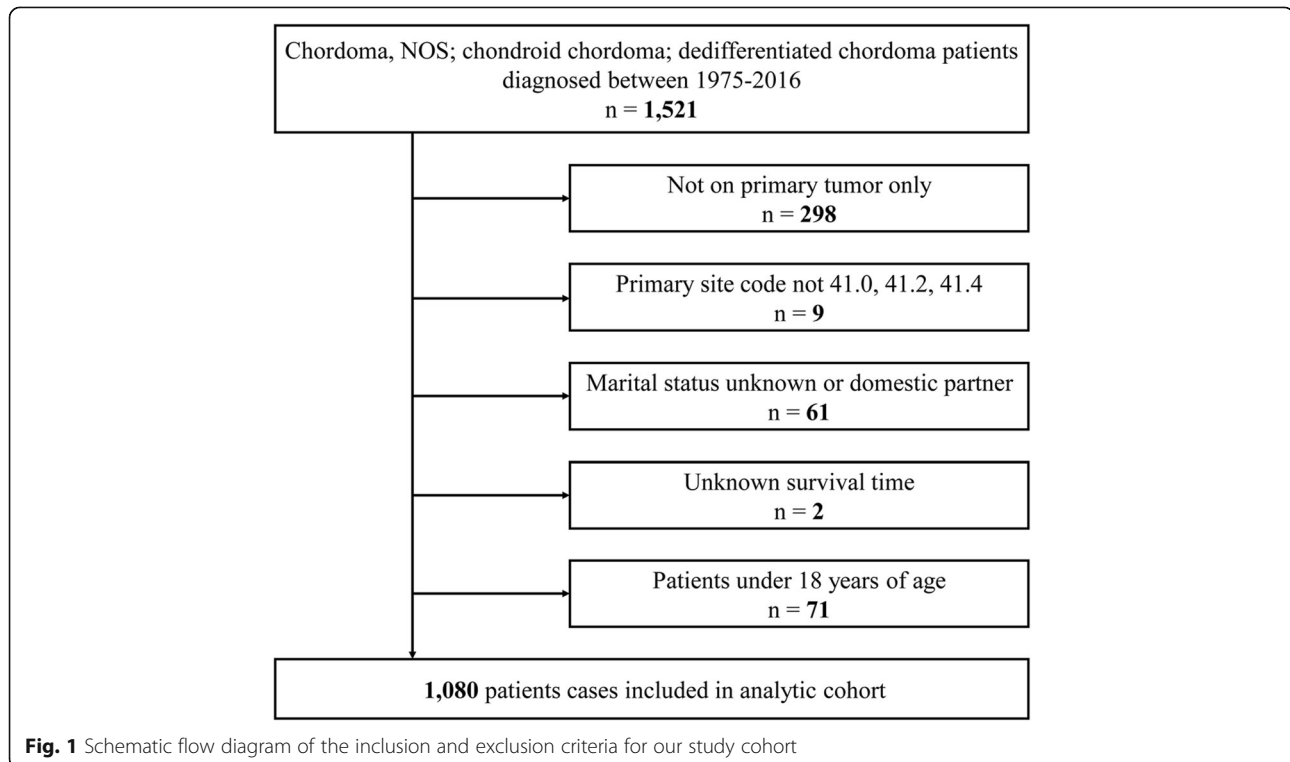 Chordoma, NOS; chondroid chordoma; dedifferentiated chordoma patients
diagnosed between 1975-2016
n = 1,521
Not on primary tumor only
n = 298
Primary site code not 41.0, 41.2, 41.4
n = 9
Marital status unknown or domestic partner
n = 61
Unknown survival time
n = 2
Patients under 18 years of age
n = 71
1,080 patients cases included in analytic cohort
Fig. 1 Schematic flow diagram of the inclusion and exclusion criteria for our study cohort